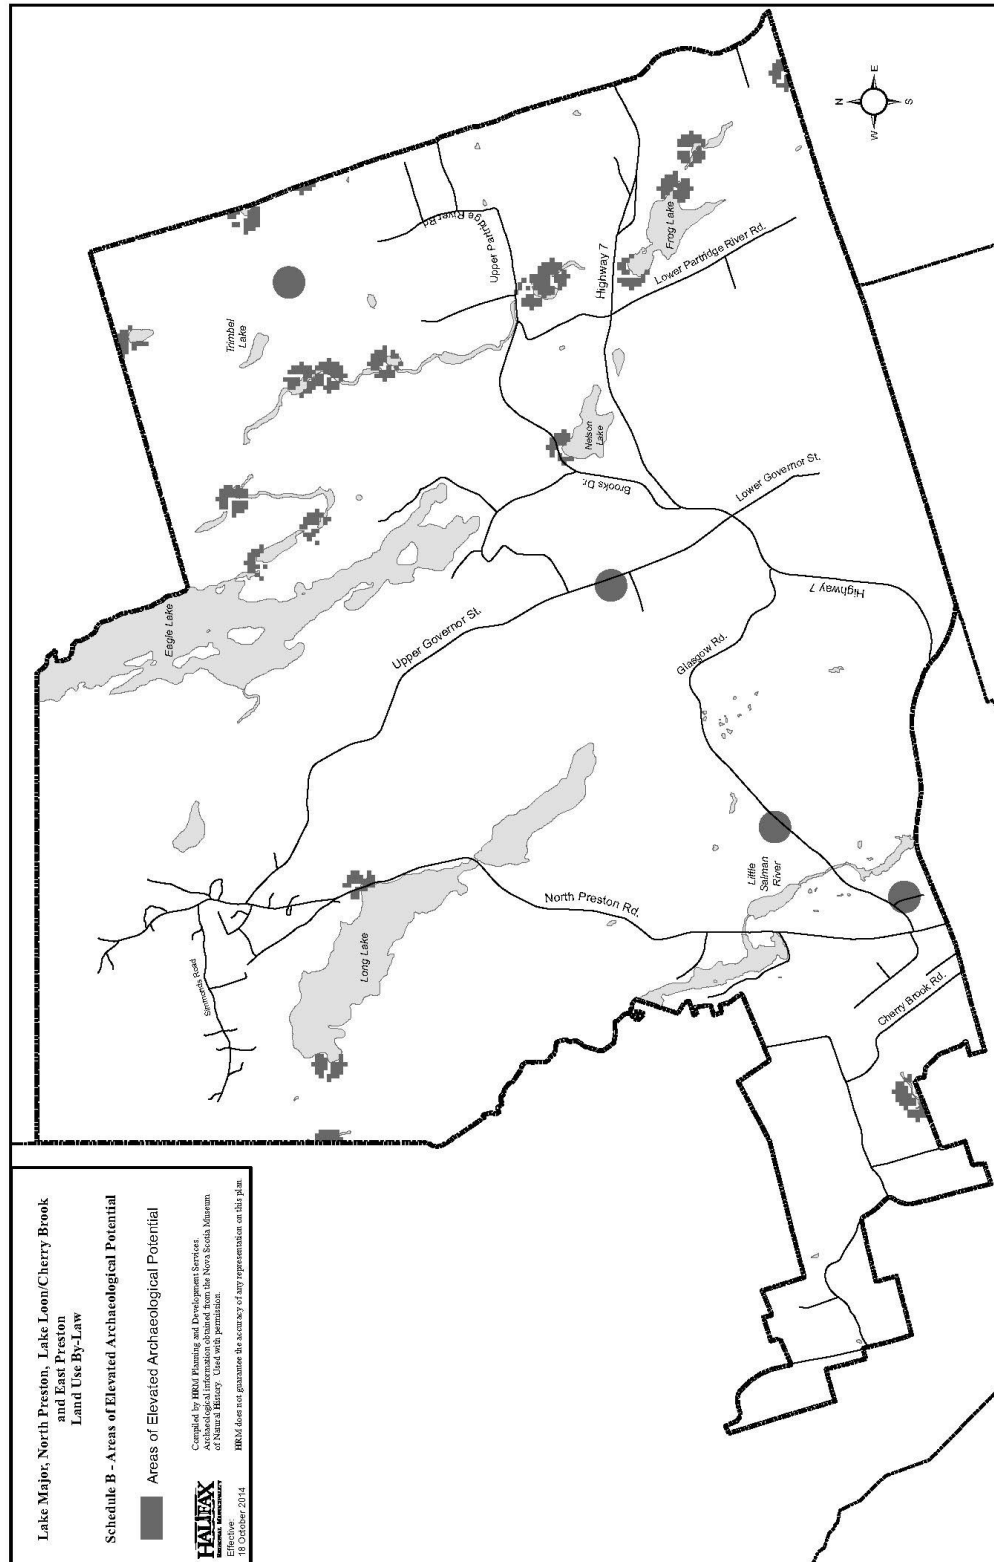 Lake Major, North Preston, Lake Loon/Cherry Brook
and East Preston
Land Use By-Law
Schedule B - Areas of Elevated Archaeological Potential
Areas of Elevated Archaeological Potential
HALIFAX
REGIONAL MUNICIPALITY
Effective:
18 October 2014
Compiled by HRM Planning and Development Services.
Archaeological information obtained from the Nova Scotia Museum
of Natural History. Used with permission.
HRM does not guarantee the accuracy of any representation on this plan.
N
E
S
W
Simmonds Road
Long Lake
North Preston Rd.
Cherry Brook Rd.
Little
Salman
River
Eagle Lake
Upper Governor St.
Glasgow Rd.
Highway 7
Lower Governor St.
Brooks Dr.
Nelson
Lake
Trimbel
Lake
Upper Partridge River Rd
Highway 7
Lower Partridge River Rd.
Frog Lake